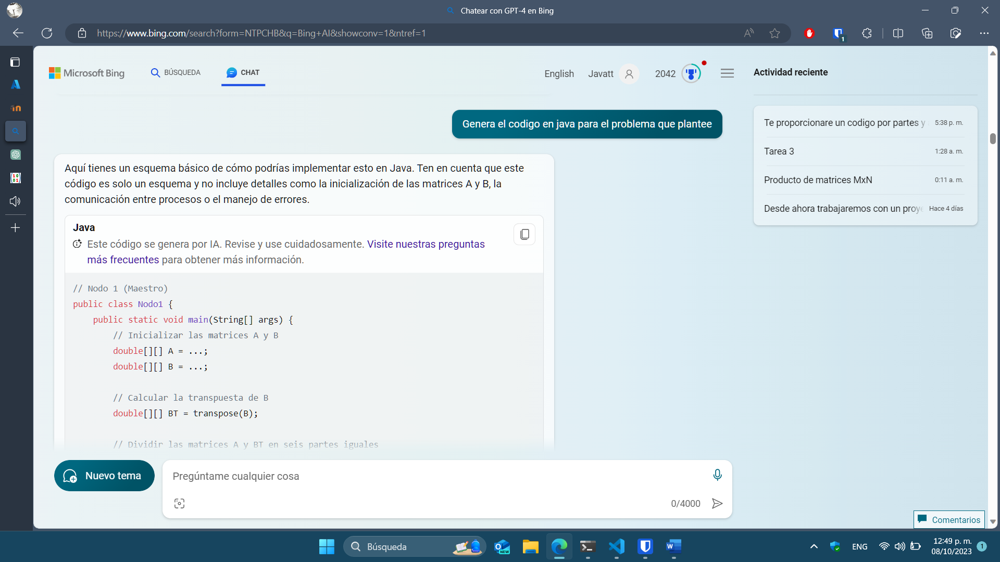 Chatear con GPT-4 en Bing
https://www.bing.com/search?form=NTPCHB&q=Bing+AI&showconv=1&ntref=1
1
Microsoft Bing
BÚSQUEDA
CHAT
English
Javatt
2042
Actividad reciente
Genera el codigo en java para el problema que plantee
Te proporcionare un codigo por partes y 5:38 p. m.
Tarea 3 1:28 a. m.
Producto de matrices MxN 0:11 a. m.
Desde ahora trabajaremos con un proye Hace 4 días
Aquí tienes un esquema básico de cómo podrías implementar esto en Java. Ten en cuenta que este
código es solo un esquema y no incluye detalles como la inicialización de las matrices A y B, la
comunicación entre procesos o el manejo de errores.
Java
Este código se genera por IA. Revise y use cuidadosamente. Visite nuestras preguntas
más frecuentes para obtener más información.
// Nodo 1 (Maestro)
public class Nodo1 {
public static void main(String[] args) {
// Inicializar las matrices A y B
double[][] A = ...;
double[][] B = ...;
// Calcular la transpuesta de B
double[][] BT = transpose(B);
// Dividir las matrices A y BT en seis partes iguales
Nuevo tema
Pregúntame cualquier cosa
0/4000
Comentarios
Búsqueda
NEW
ENG
12:49 p. m.
08/10/2023
1